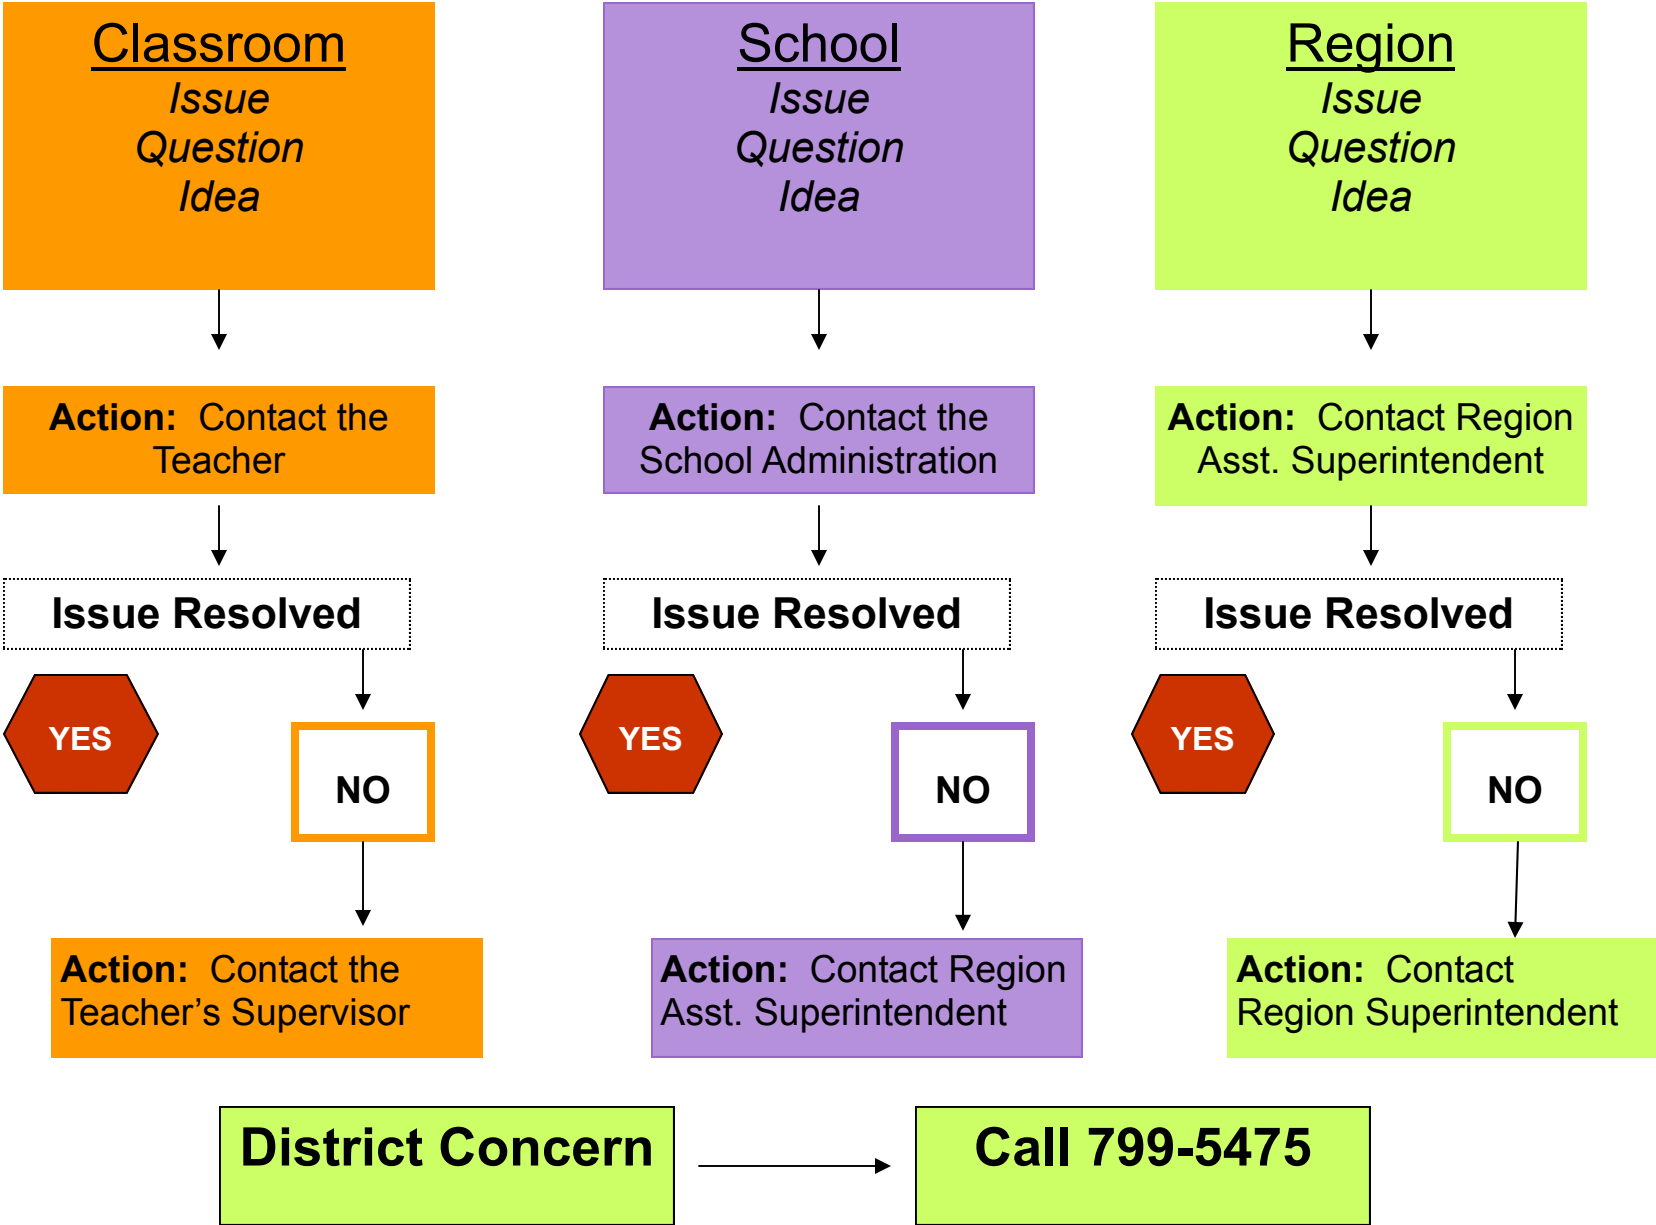 Classroom
Issue
Question
Idea
Action: Contact the
Teacher
Issue Resolved
YES
NO
Action: Contact the
Teacher’s Supervisor
School
Issue
Question
Idea
Action: Contact the
School Administration
Issue Resolved
YES
NO
Action: Contact Region
Asst. Superintendent
Region
Issue
Question
Idea
Action: Contact Region
Asst. Superintendent
Issue Resolved
YES
NO
Action: Contact
Region Superintendent
District Concern
Call 799-5475